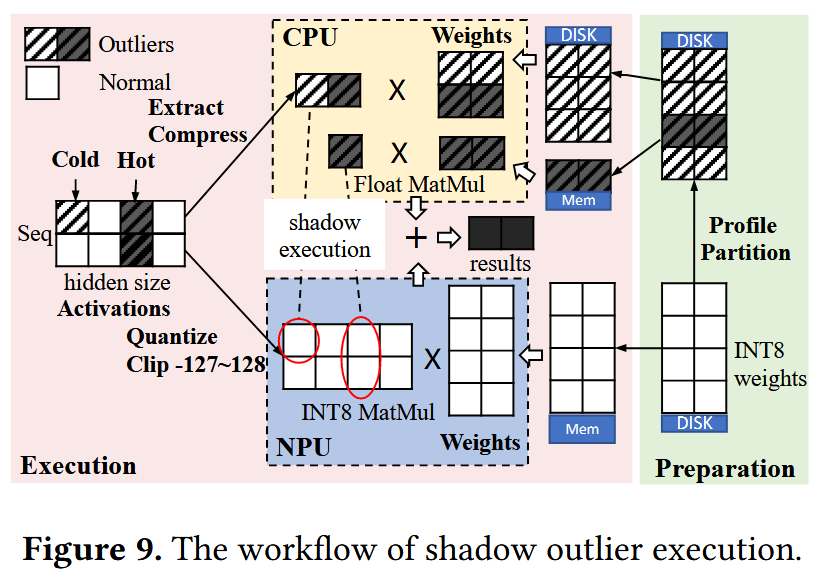 Outliers
Normal
CPU
Weights
DISK
DISK
Extract
Compress
X
Cold
Hot
X
Float MatMul
Mem
Seq
shadow
execution
+
results
Profile
Partition
hidden size
Activations
Quantize
Clip -127~128
X
INT8
weights
INT8 MatMul
Mem
DISK
NPU
Weights
Execution
Preparation
Figure 9. The workflow of shadow outlier execution.